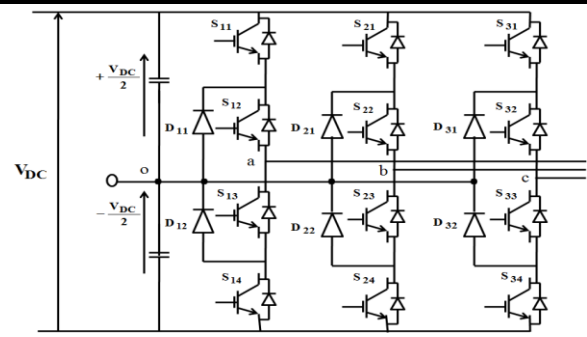 S11
S21
S31
+ VDC/2
S12
S22
S32
D11
D21
D31
a
VDC
o
b
c
S13
S23
S33
− VDC/2
D12
D22
D32
S14
S24
S34